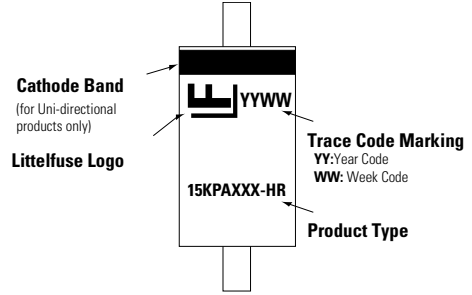 Cathode Band
(for Uni-directional
products only)
Littelfuse Logo
YYWW
Trace Code Marking
YY:Year Code
WW: Week Code
15KPAXXX-HR
Product Type